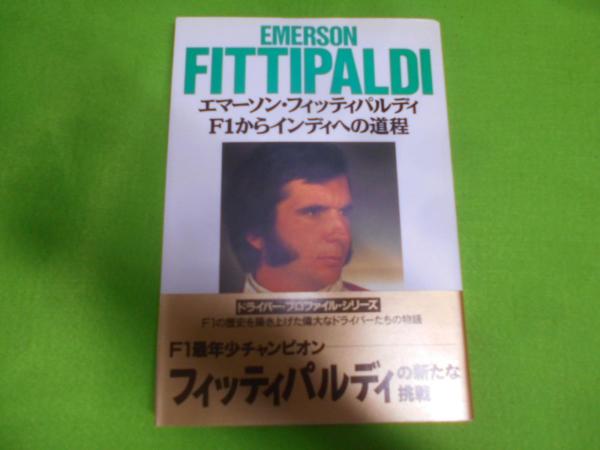 EMERSON
FITTIPALDI
エマーソン・フィッティパルディ
F1からインディへの道程
ドライバー・プロファイル・シリーズ
F1の歴史を築き上げた偉大なドライバーたちの物語
F1最年少チャンピオン
フィッティパルディの新たな挑戦